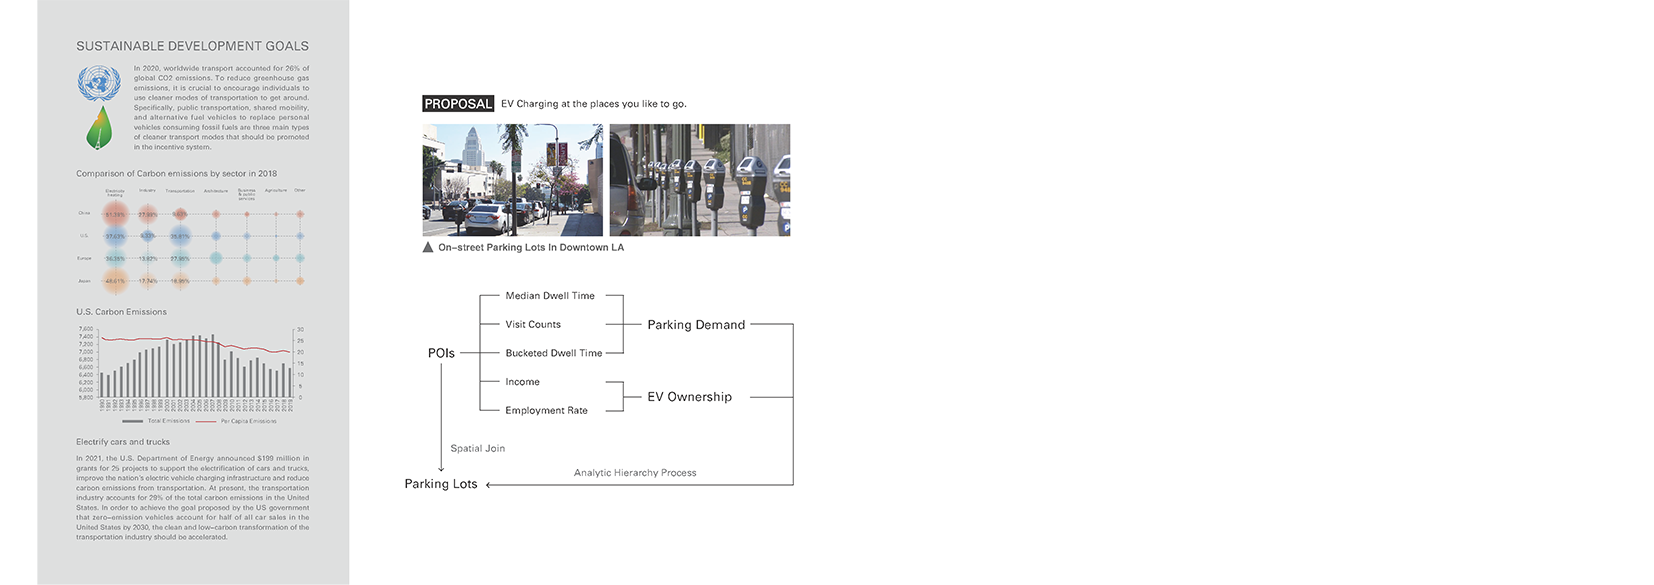 SUSTAINABLE DEVELOPMENT GOALS
In 2020, worldwide transport accounted for 26% of
global CO2 emissions. To reduce greenhouse gas
emissions, it is crucial to encourage individuals to
use cleaner modes of transportation to get around.
Specifically, public transportation, shared mobility,
and alternative fuel vehicles to replace personal
vehicles consuming fossil fuels are three main types
of cleaner transport modes that should be promoted
in the incentive system.
Comparison of Carbon emissions by sector in 2018
Electricity heating Industry Transportation Architecture Business & public services Agriculture Other
China 51.39% 27.99% 9.63%
U.S.
Europe 27.95%
Japan 17.74%
U.S. Carbon Emissions
7,600 30
7,400 25
7,200 20
7,000 15
6,800 10
6,600 5
6,400 0
6,200
6,000
5,800
1990 1991 1992 1993 1994 1995 1996 1997 1998 1999 2000 2001 2002 2003 2004 2005 2006 2007 2008 2009 2010 2011 2012 2013 2014 2015 2016 2017 2018 2019
Total Emissions Per Capita Emissions
Electrify cars and trucks
In 2021, the U.S. Department of Energy announced $199 million in
grants for 25 projects to support the electrification of cars and trucks,
improve the nation's electric vehicle charging infrastructure and reduce
carbon emissions from transportation. At present, the transportation
industry accounts for 29% of the total carbon emissions in the United
States. In order to achieve the goal proposed by the US government
that zero-emission vehicles account for half of all car sales in the
United States by 2030, the clean and low-carbon transformation of the
transportation industry should be accelerated.
PROPOSAL EV Charging at the places you like to go.
On-street Parking Lots In Downtown LA
Median Dwell Time
Visit Counts
Parking Demand
POIs
Bucketed Dwell Time
Income
EV Ownership
Employment Rate
Spatial Join
Analytic Hierarchy Process
Parking Lots